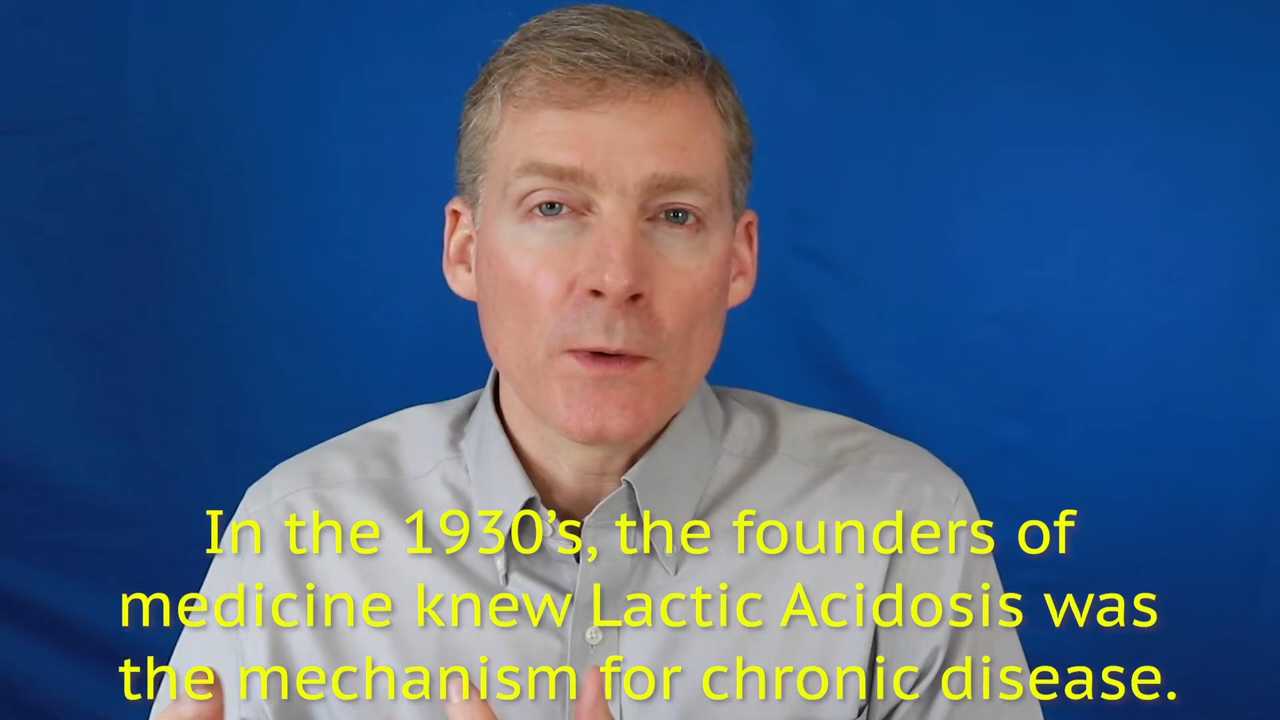 In the 1930’s, the founders of
medicine knew Lactic Acidosis was
the mechanism for chronic disease.